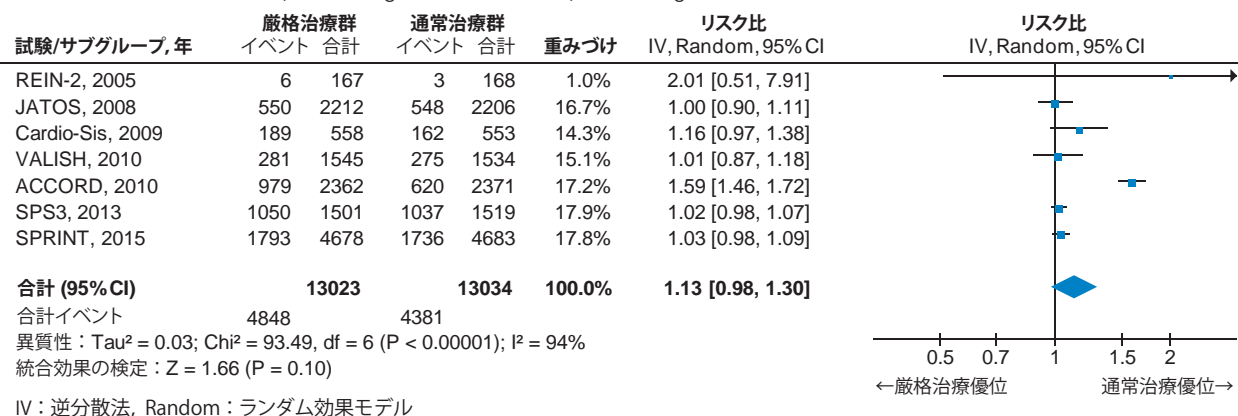 厳格治療群 通常治療群 リスク比 リスク比
試験/サブグループ, 年 イベント 合計 イベント 合計 重みづけ IV, Random, 95% CI IV, Random, 95% CI
REIN-2, 2005 6 167 3 168 1.0% 2.01 [0.51, 7.91]
JATOS, 2008 550 2212 548 2206 16.7% 1.00 [0.90, 1.11]
Cardio-Sis, 2009 189 558 162 553 14.3% 1.16 [0.97, 1.38]
VALISH, 2010 281 1545 275 1534 15.1% 1.01 [0.87, 1.18]
ACCORD, 2010 979 2362 620 2371 17.2% 1.59 [1.46, 1.72]
SPS3, 2013 1050 1501 1037 1519 17.9% 1.02 [0.98, 1.07]
SPRINT, 2015 1793 4678 1736 4683 17.8% 1.03 [0.98, 1.09]
合計 (95% CI) 13023 13034 100.0% 1.13 [0.98, 1.30]
合計イベント 4848 4381
異質性：Tau² = 0.03; Chi² = 93.49, df = 6 (P < 0.00001); I² = 94%
統合効果の検定：Z = 1.66 (P = 0.10)
0.5 0.7 1 1.5 2
←厳格治療優位 通常治療優位→
IV：逆分散法, Random：ランダム効果モデル